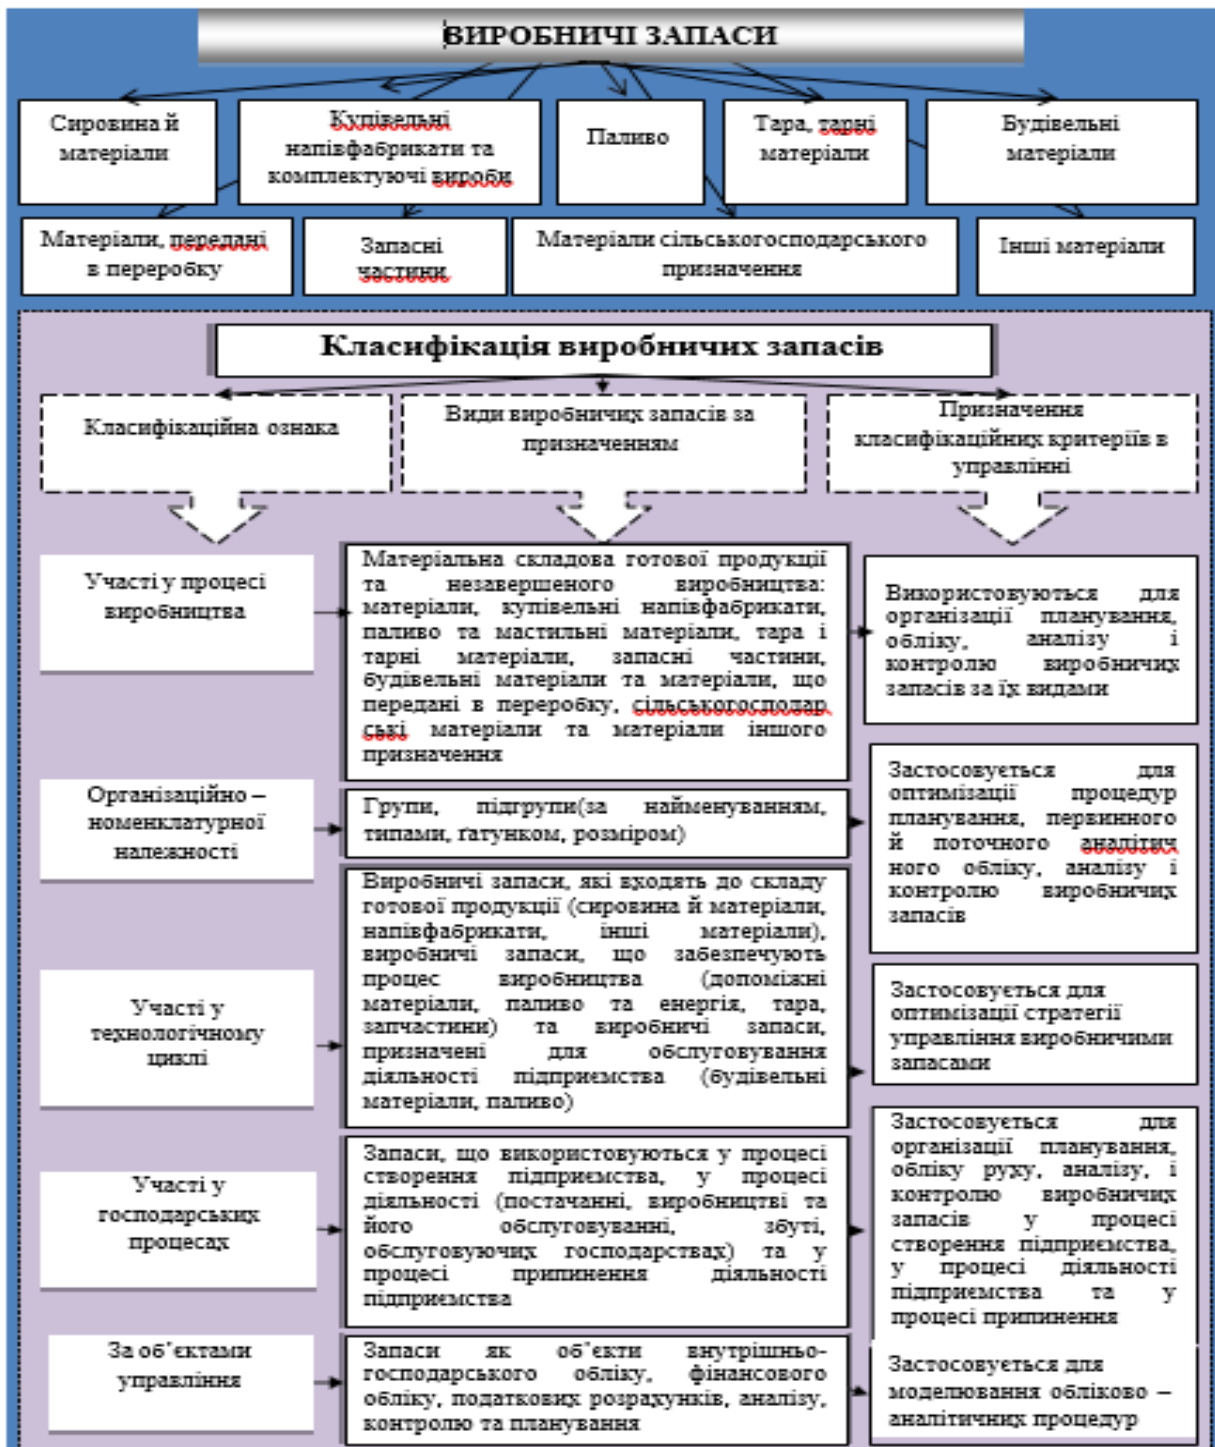 ВИРОБНИЧІ ЗАПАСИ
Сировина й
матеріали
Купівельні
напівфабрикати та
комплектуючі вироби
Паливо
Тара, тарні
матеріали
Будівельні
матеріали
Матеріали, передані
в переробку
Запасні
частини
Матеріали сільськогосподарського
призначення
Інші матеріали
Класифікація виробничих запасів
Класифікаційна ознака
Види виробничих запасів за
призначенням
Призначення
класифікаційних критеріїв в
управлінні
Участі у процесі
виробництва
Матеріальна складова готової продукції
та незавершеного виробництва:
матеріали, купівельні напівфабрикати,
паливо та мастильні матеріали, тара і
тарні матеріали, запасні частини,
будівельні матеріали та матеріали, що
передані в переробку, сільськогосподар
ські матеріали та матеріали іншого
призначення
Використовуються для
організації планування,
обліку, аналізу і
контролю виробничих
запасів за їх видами
Організаційно –
номенклатурної
належності
Групи, підгрупи(за найменуванням,
типами, ґатунком, розміром)
Застосовується для
оптимізації процедур
планування, первинного
й поточного аналітич
ного обліку, аналізу і
контролю виробничих
запасів
Участі у
технологічному
циклі
Виробничі запаси, які входять до складу
готової продукції (сировина й матеріали,
напівфабрикати, інші матеріали),
виробничі запаси, що забезпечують
процес виробництва (допоміжні
матеріали, паливо та енергія, тара,
запчастини) та виробничі запаси,
призначені для обслуговування
діяльності підприємства (будівельні
матеріали, паливо)
Застосовується для
оптимізації стратегії
управління виробничими
запасами
Участі у
господарських
процесах
Запаси, що використовуються у процесі
створення підприємства, у процесі
діяльності (постачанні, виробництві та
його обслуговуванні, збуті,
обслуговуючих господарствах) та у
процесі припинення діяльності
підприємства
Застосовується для
організації планування,
обліку руху, аналізу, і
контролю виробничих
запасів у процесі
створення підприємства,
у процесі діяльності
підприємства та у
процесі припинення
За об’єктами
управління
Запаси як об’єкти внутрішньо-
господарського обліку, фінансового
обліку, податкових розрахунків, аналізу,
контролю та планування
Застосовується для
моделювання обліково –
аналітичних процедур